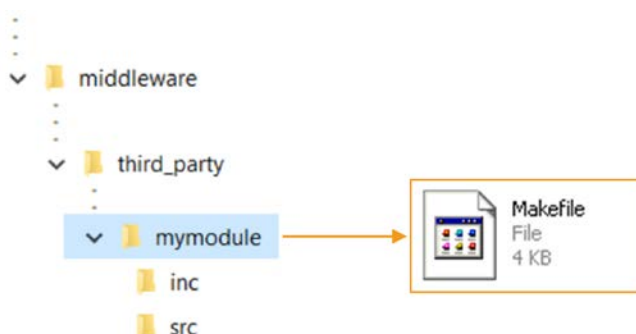 middleware
third_party
mymodule
Makefile
File
4 KB
inc
src